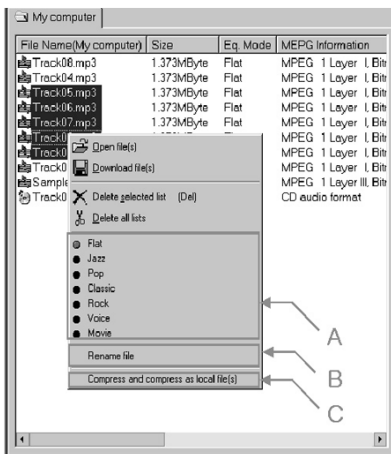 My computer
File Name(My computer) Size Eq. Mode MEPG Information
Track08.mp3 1.373MByte Flat MPEG 1 Layer I, Bitr
Track04.mp3 1.373MByte Flat MPEG 1 Layer I, Bitr
Track05.mp3 1.373MByte Flat MPEG 1 Layer I, Bitr
Track06.mp3 1.373MByte Flat MPEG 1 Layer I, Bitr
Track07.mp3 1.373MByte Flat MPEG 1 Layer I, Bitr
Track0 MPEG 1 Layer I, Bitr
Track0 MPEG 1 Layer I, Bitr
Track0 MPEG 1 Layer I, Bitr
Sample MPEG 1 Layer III, Bitr
Track0 CD audio format
Open file(s)
Download file(s)
Delete selected list (Del)
Delete all lists
Flat
Jazz
Pop
Classic
Rock
Voice
Movie
A
Rename file
B
Compress and compress as local file(s)
C